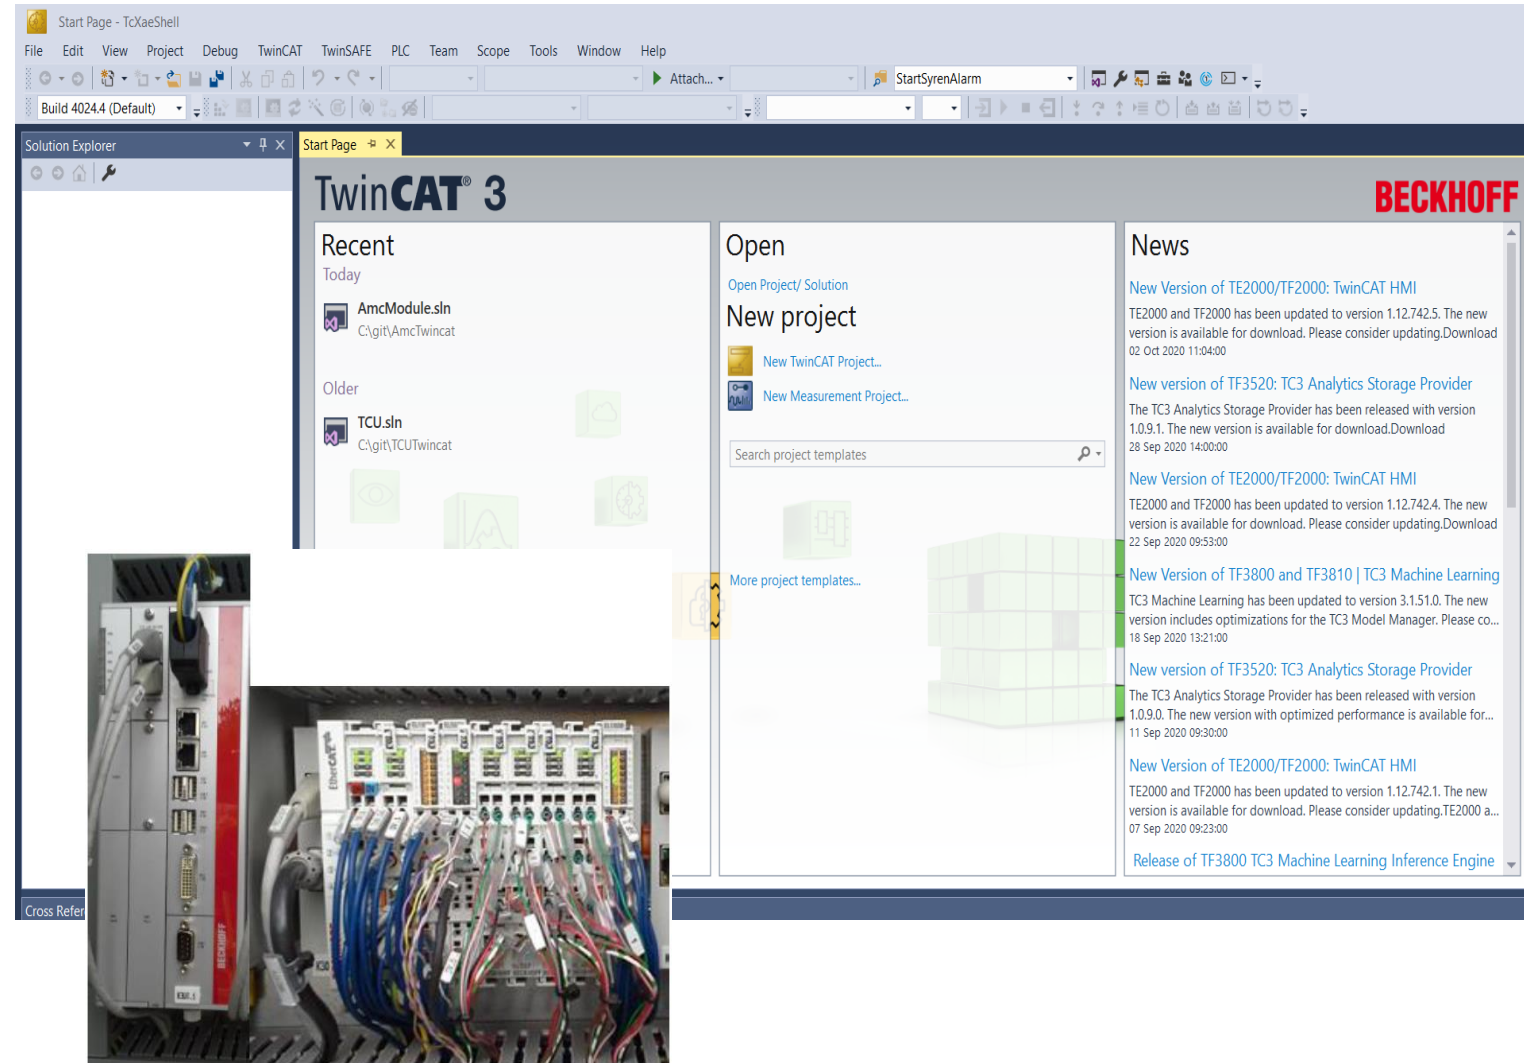 Start Page - TcXaeShell
File Edit View Project Debug TwinCAT TwinSAFE PLC Team Scope Tools Window Help
Attach... StartSyrenAlarm
Build 4024.4 (Default)
Solution Explorer
Start Page
TwinCAT® 3
BECKHOFF
Recent
Today
AmcModule.sln
C:\git\AmcTwincat
Older
TCU.sln
C:\git\TCUTwincat
Open
Open Project/ Solution
New project
New TwinCAT Project...
New Measurement Project...
Search project templates
More project templates...
News
New Version of TE2000/TF2000: TwinCAT HMI
TE2000 and TF2000 has been updated to version 1.12.742.5. The new
version is available for download. Please consider updating.Download
02 Oct 2020 11:04:00
New version of TF3520: TC3 Analytics Storage Provider
The TC3 Analytics Storage Provider has been released with version
1.0.9.1. The new version is available for download.Download
28 Sep 2020 14:00:00
New Version of TE2000/TF2000: TwinCAT HMI
TE2000 and TF2000 has been updated to version 1.12.742.4. The new
version is available for download. Please consider updating.Download
22 Sep 2020 09:53:00
New Version of TF3800 and TF3810 | TC3 Machine Learning
TC3 Machine Learning has been updated to version 3.1.51.0. The new
version includes optimizations for the TC3 Model Manager. Please co...
18 Sep 2020 13:21:00
New version of TF3520: TC3 Analytics Storage Provider
The TC3 Analytics Storage Provider has been released with version
1.0.9.0. The new version with optimized performance is available for...
11 Sep 2020 09:30:00
New Version of TE2000/TF2000: TwinCAT HMI
TE2000 and TF2000 has been updated to version 1.12.742.1. The new
version is available for download. Please consider updating.TE2000 a...
07 Sep 2020 09:23:00
Release of TF3800 TC3 Machine Learning Inference Engine
Cross Refer
EtherCAT
BECKHOFF